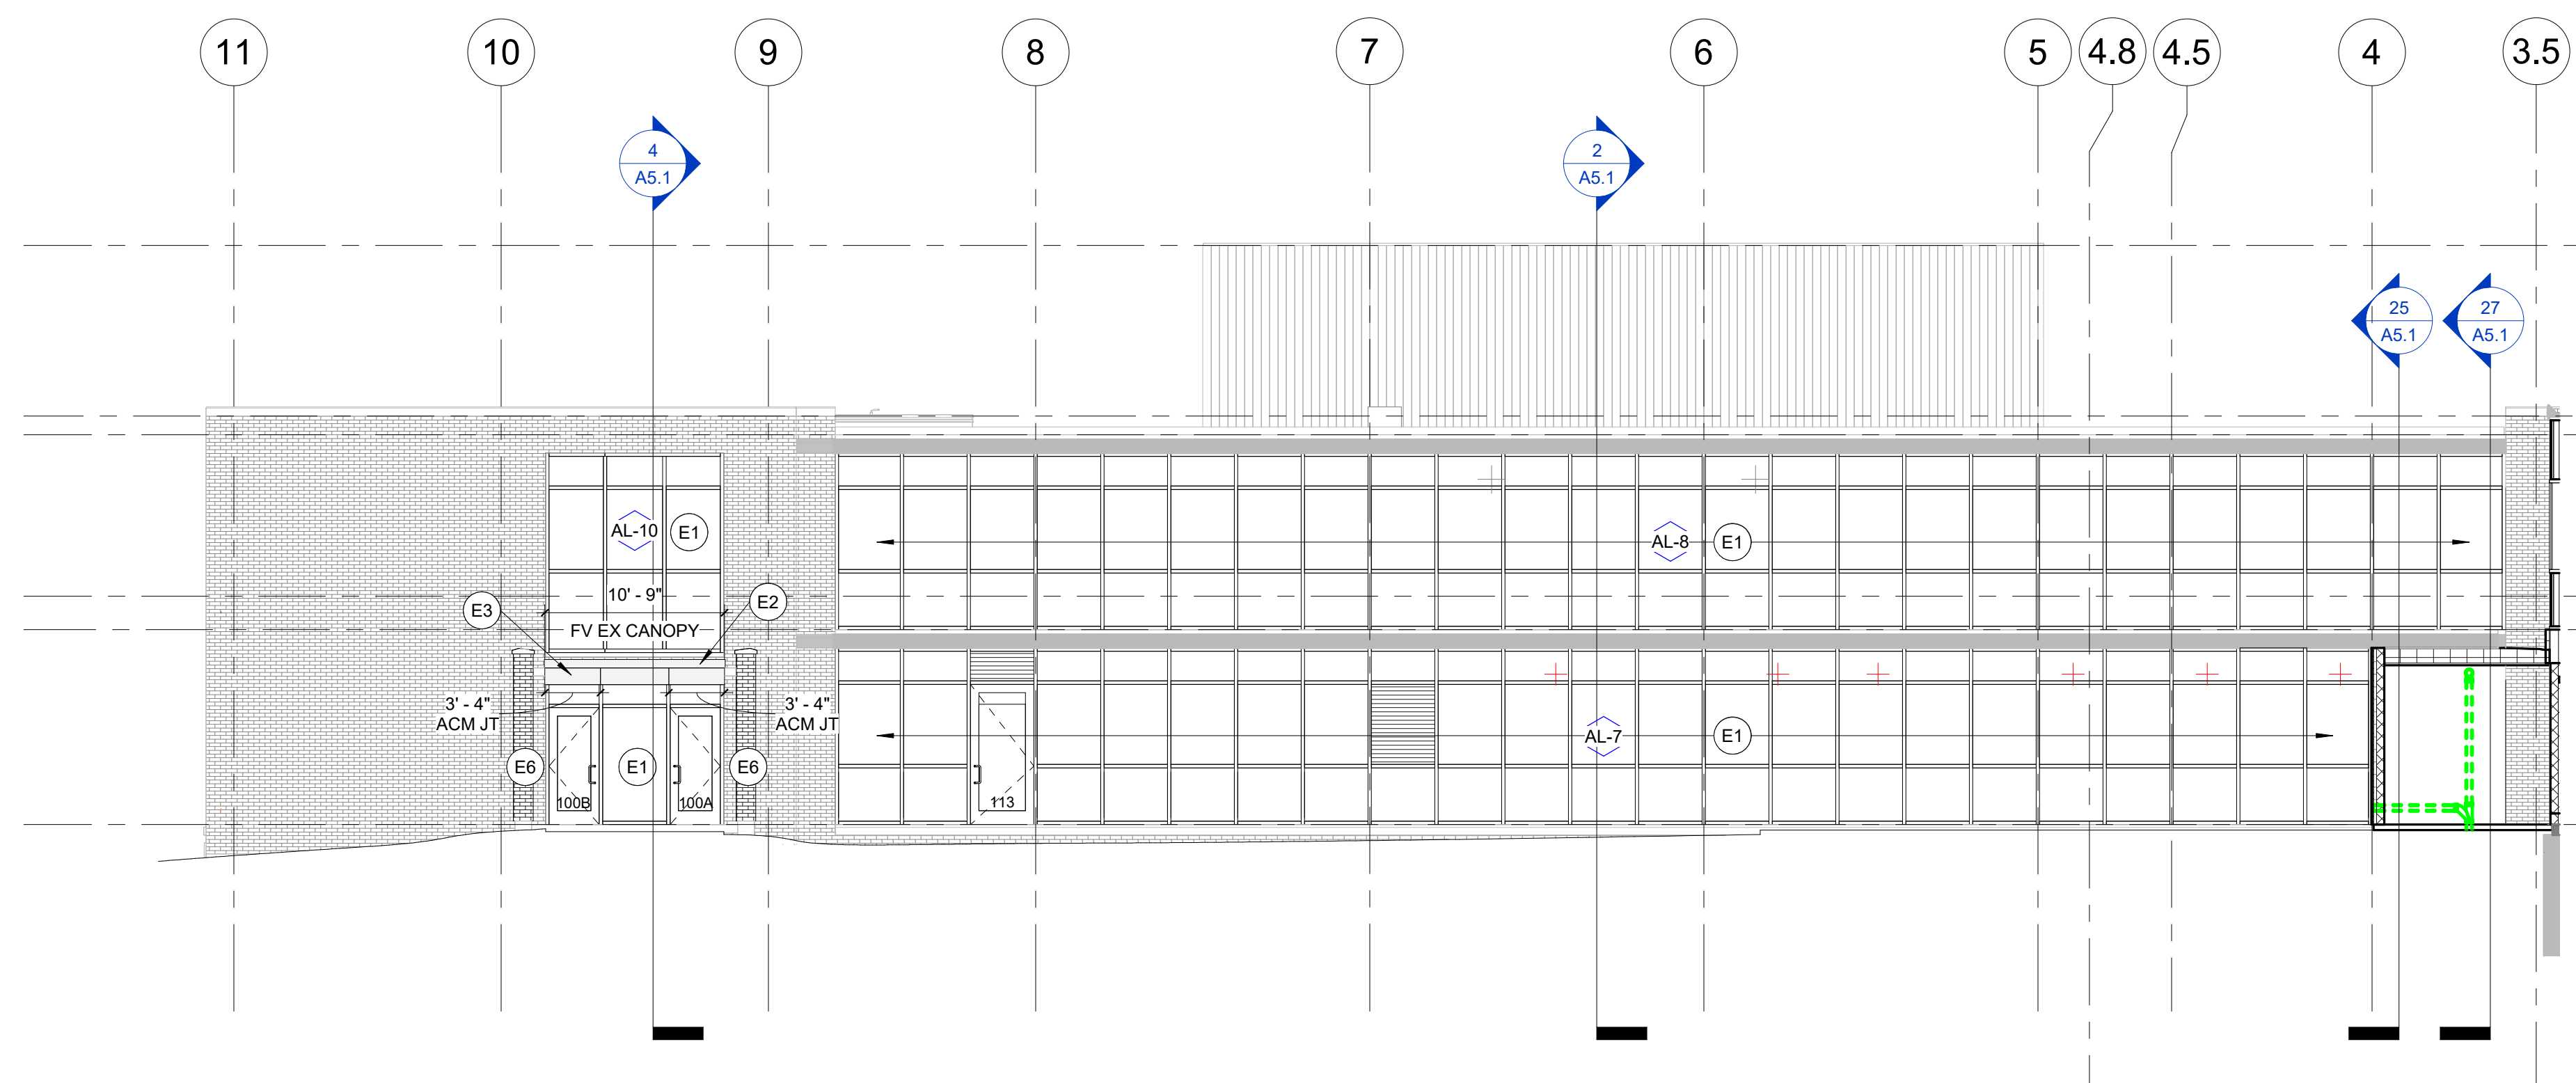 11
10
9
8
7
6
5
4.8
4.5
4
3.5
4
A5.1
2
A5.1
25
A5.1
27
A5.1
AL-10
E1
AL-8
E1
10' - 9"
E3
E2
FV EX CANOPY
3' - 4"
ACM JT
3' - 4"
ACM JT
AL-7
E1
E6
E1
E6
100B
100A
113